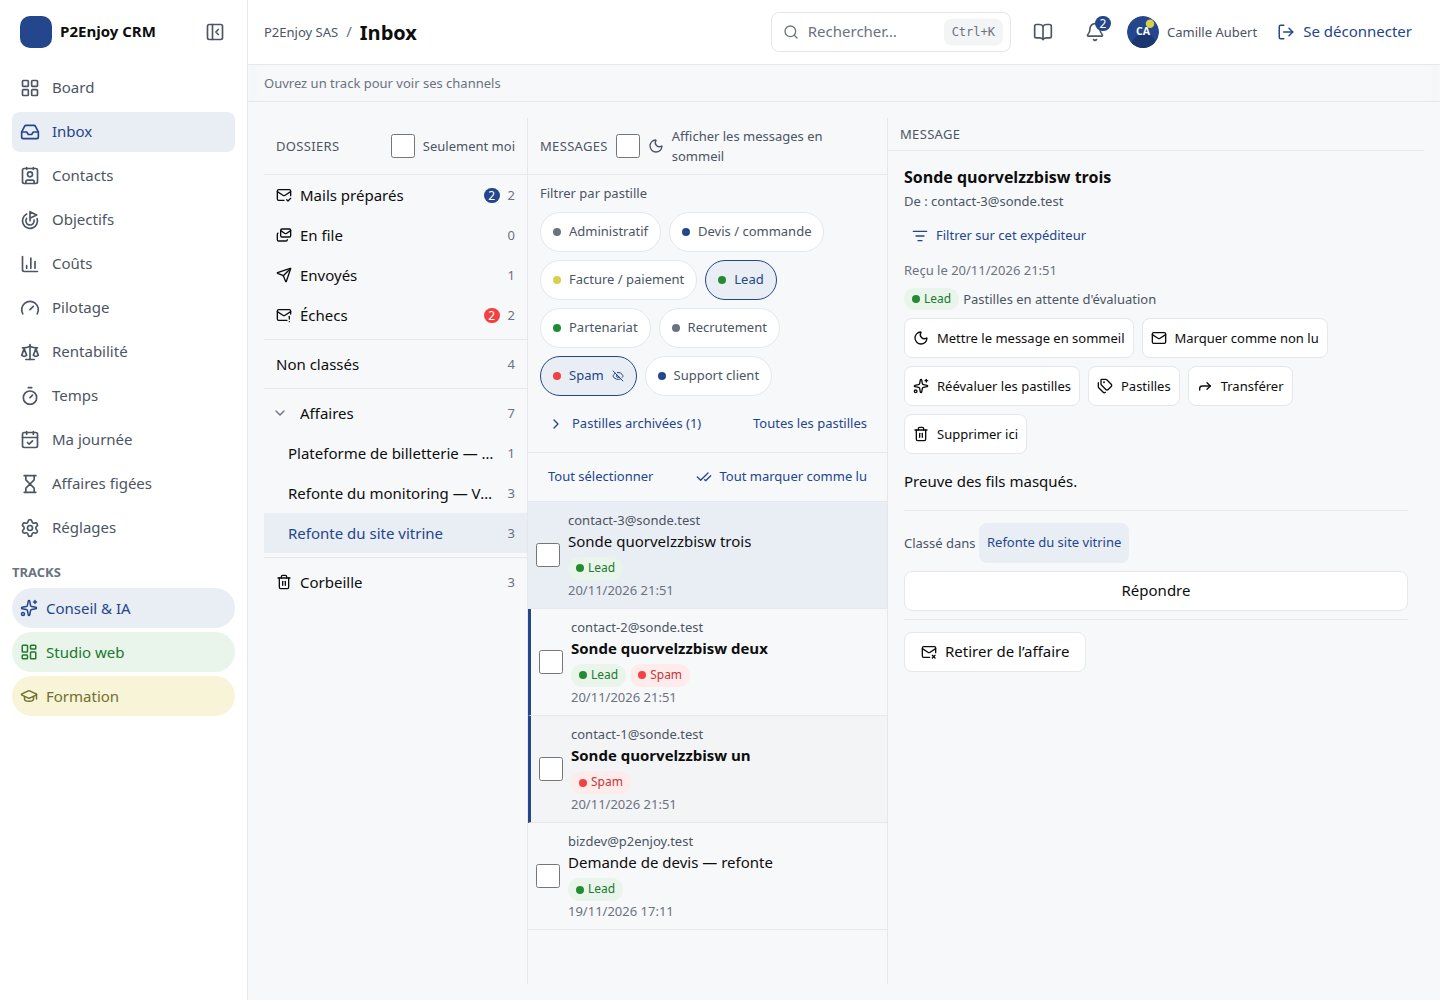 P2Enjoy CRM
Board
Inbox
Contacts
Objectifs
Coûts
Pilotage
Rentabilité
Temps
Ma journée
Affaires figées
Réglages
TRACKS
Conseil & IA
Studio web
Formation
P2Enjoy SAS / Inbox
Rechercher... Ctrl+K
2
CA Camille Aubert
Se déconnecter
Ouvrez un track pour voir ses channels
DOSSIERS Seulement moi
Mails préparés 2 2
En file 0
Envoyés 1
Échecs 2 2
Non classés 4
Affaires 7
Plateforme de billetterie — ... 1
Refonte du monitoring — V... 3
Refonte du site vitrine 3
Corbeille 3
MESSAGES Afficher les messages en
sommeil
Filtrer par pastille
Administratif Devis / commande
Facture / paiement Lead
Partenariat Recrutement
Spam Support client
Pastilles archivées (1) Toutes les pastilles
Tout sélectionner Tout marquer comme lu
contact-3@sonde.test
Sonde quorvelzzbisw trois
Lead
20/11/2026 21:51
contact-2@sonde.test
Sonde quorvelzzbisw deux
Lead Spam
20/11/2026 21:51
contact-1@sonde.test
Sonde quorvelzzbisw un
Spam
20/11/2026 21:51
bizdev@p2enjoy.test
Demande de devis — refonte
Lead
19/11/2026 17:11
MESSAGE
Sonde quorvelzzbisw trois
De : contact-3@sonde.test
Filtrer sur cet expéditeur
Reçu le 20/11/2026 21:51
Lead Pastilles en attente d'évaluation
Mettre le message en sommeil Marquer comme non lu
Réévaluer les pastilles Pastilles Transférer
Supprimer ici
Preuve des fils masqués.
Classé dans Refonte du site vitrine
Répondre
Retirer de l'affaire